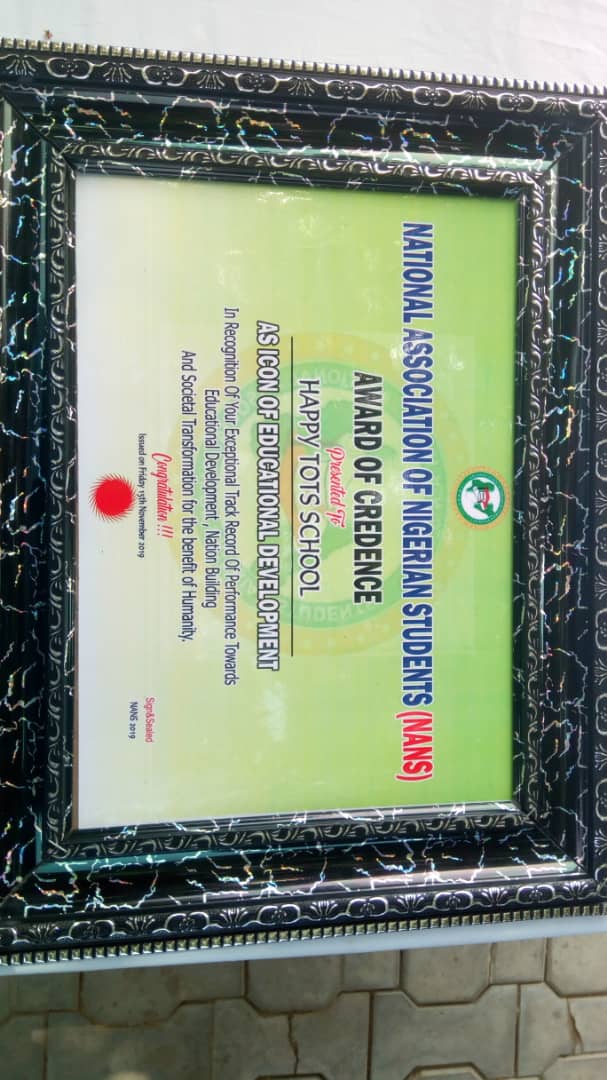 NATIONAL ASSOCIATION OF NIGERIAN STUDENTS (NANS)
AWARD OF CREDENCE
Presented To
HAPPY TOTS SCHOOL
AS ICON OF EDUCATIONAL DEVELOPMENT
In Recognition Of Your Exceptional Track Record Of Performance Towards
Educational Development, Nation Building
And Societal Transformation for the benefit of Humanity.
Congratulation !!!
Issued on Friday 15th November 2019
Sign&Sealed
NANS 2019